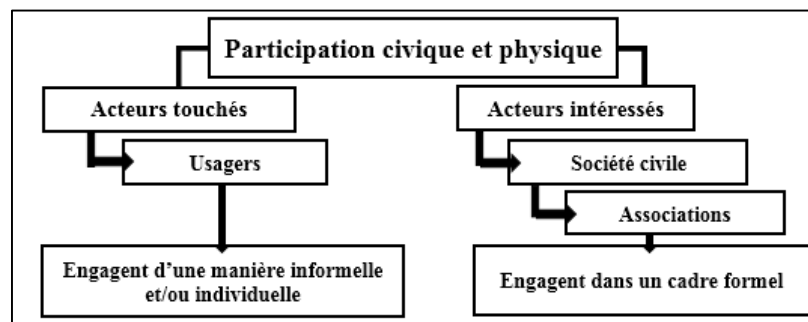 Participation civique et physique
Acteurs touchés
Acteurs intéressés
Usagers
Société civile
Associations
Engagent d'une manière informelle
et/ou individuelle
Engagent dans un cadre formel